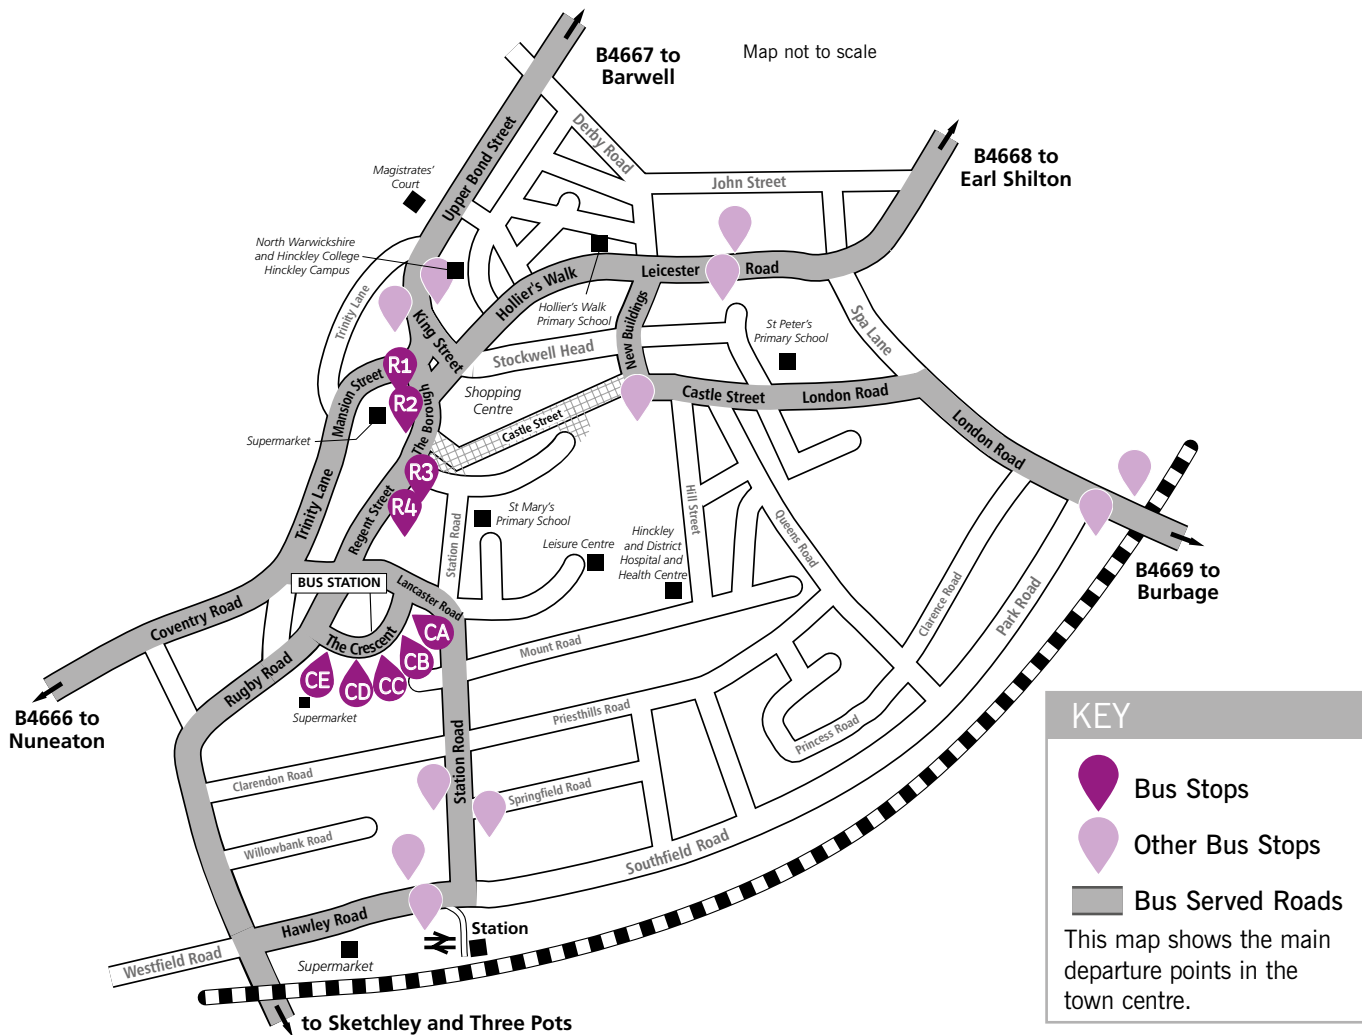 B4667 to
Barwell
Map not to scale
B4668 to
Earl Shilton
Derby Road
John Street
Upper Bond Street
Magistrates'
Court
North Warwickshire
and Hinckley College
Hinckley Campus
Trinity Lane
King Street
Hollier's Walk
Leicester Road
Hollier's Walk
Primary School
New Buildings
St Peter's
Primary School
Spa Lane
Stockwell Head
Mansion Street
R1
R2
The Borough
Shopping
Centre
Castle Street
Castle Street
London Road
London Road
Supermarket
R3
R4
Regent Street
Trinity Lane
Station Road
St Mary's
Primary School
Leisure Centre
Hinckley
and District
Hospital and
Health Centre
Hill Street
Queens Road
Clarence Road
Park Road
B4669 to
Burbage
BUS STATION
Lancaster Road
Coventry Road
The Crescent
CA
CB
CC
CD
CE
Mount Road
Rugby Road
Supermarket
B4666 to
Nuneaton
Priesthills Road
Princess Road
Clarendon Road
Station Road
Springfield Road
Willowbank Road
Southfield Road
Hawley Road
Station
Westfield Road
Supermarket
to Sketchley and Three Pots
KEY
Bus Stops
Other Bus Stops
Bus Served Roads
This map shows the main
departure points in the
town centre.